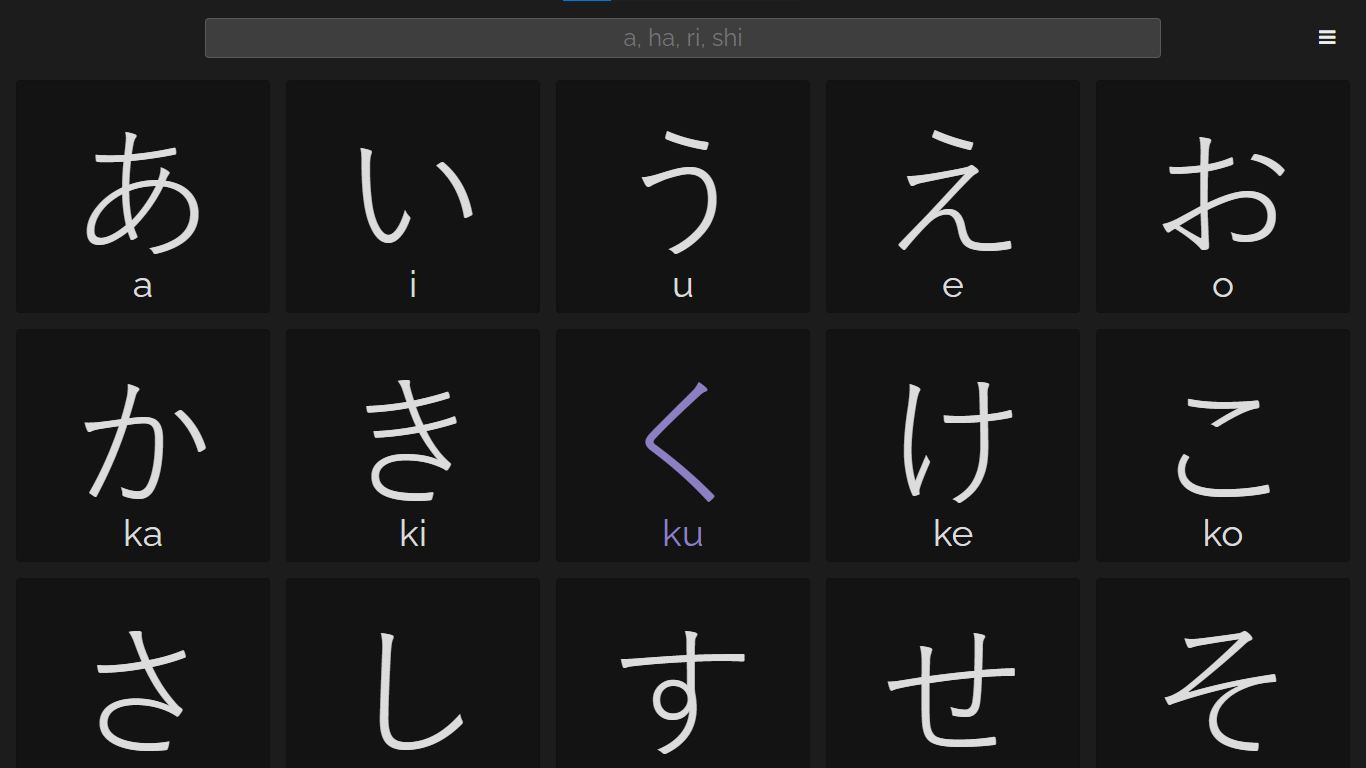 a, ha, ri, shi
あ い う え お
a i u e o
か き く け こ
ka ki ku ke ko
さ し す せ そ